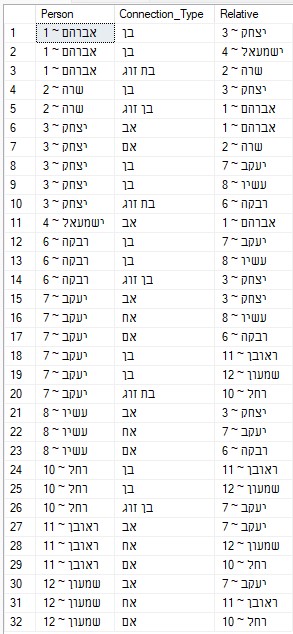 Person Connection_Type Relative
1 אברהם ~ 1 בן יצחק ~ 3
2 אברהם ~ 1 בן ישמעאל ~ 4
3 אברהם ~ 1 בת זוג שרה ~ 2
4 שרה ~ 2 בן יצחק ~ 3
5 שרה ~ 2 בן זוג אברהם ~ 1
6 יצחק ~ 3 אב אברהם ~ 1
7 יצחק ~ 3 אם שרה ~ 2
8 יצחק ~ 3 בן יעקב ~ 7
9 יצחק ~ 3 בן עשיו ~ 8
10 יצחק ~ 3 בת זוג רבקה ~ 6
11 ישמעאל ~ 4 אב אברהם ~ 1
12 רבקה ~ 6 בן יעקב ~ 7
13 רבקה ~ 6 בן עשיו ~ 8
14 רבקה ~ 6 בן זוג יצחק ~ 3
15 יעקב ~ 7 אב יצחק ~ 3
16 יעקב ~ 7 אח עשיו ~ 8
17 יעקב ~ 7 אם רבקה ~ 6
18 יעקב ~ 7 בן ראובן ~ 11
19 יעקב ~ 7 בן שמעון ~ 12
20 יעקב ~ 7 בת זוג רחל ~ 10
21 עשיו ~ 8 אב יצחק ~ 3
22 עשיו ~ 8 אח יעקב ~ 7
23 עשיו ~ 8 אם רבקה ~ 6
24 רחל ~ 10 בן ראובן ~ 11
25 רחל ~ 10 בן שמעון ~ 12
26 רחל ~ 10 בן זוג יעקב ~ 7
27 ראובן ~ 11 אב יעקב ~ 7
28 ראובן ~ 11 אח שמעון ~ 12
29 ראובן ~ 11 אם רחל ~ 10
30 שמעון ~ 12 אב יעקב ~ 7
31 שמעון ~ 12 אח ראובן ~ 11
32 שמעון ~ 12 אם רחל ~ 10